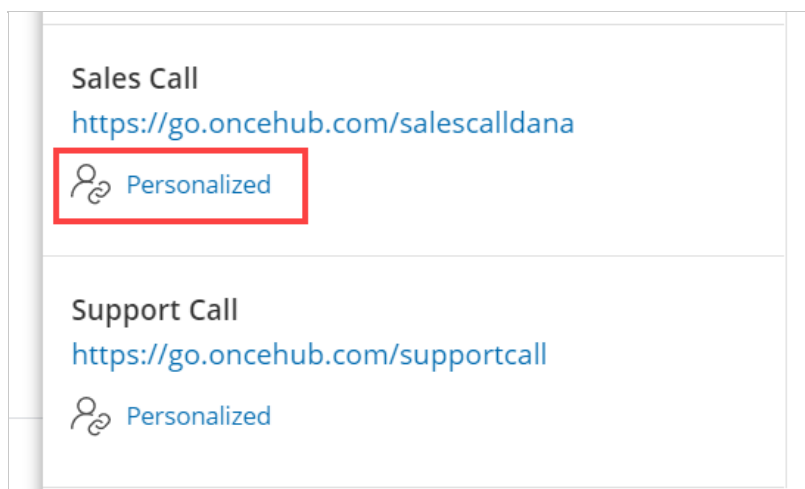 Sales Call
https://go.oncehub.com/salescalldana
Personalized
Support Call
https://go.oncehub.com/supportcall
Personalized